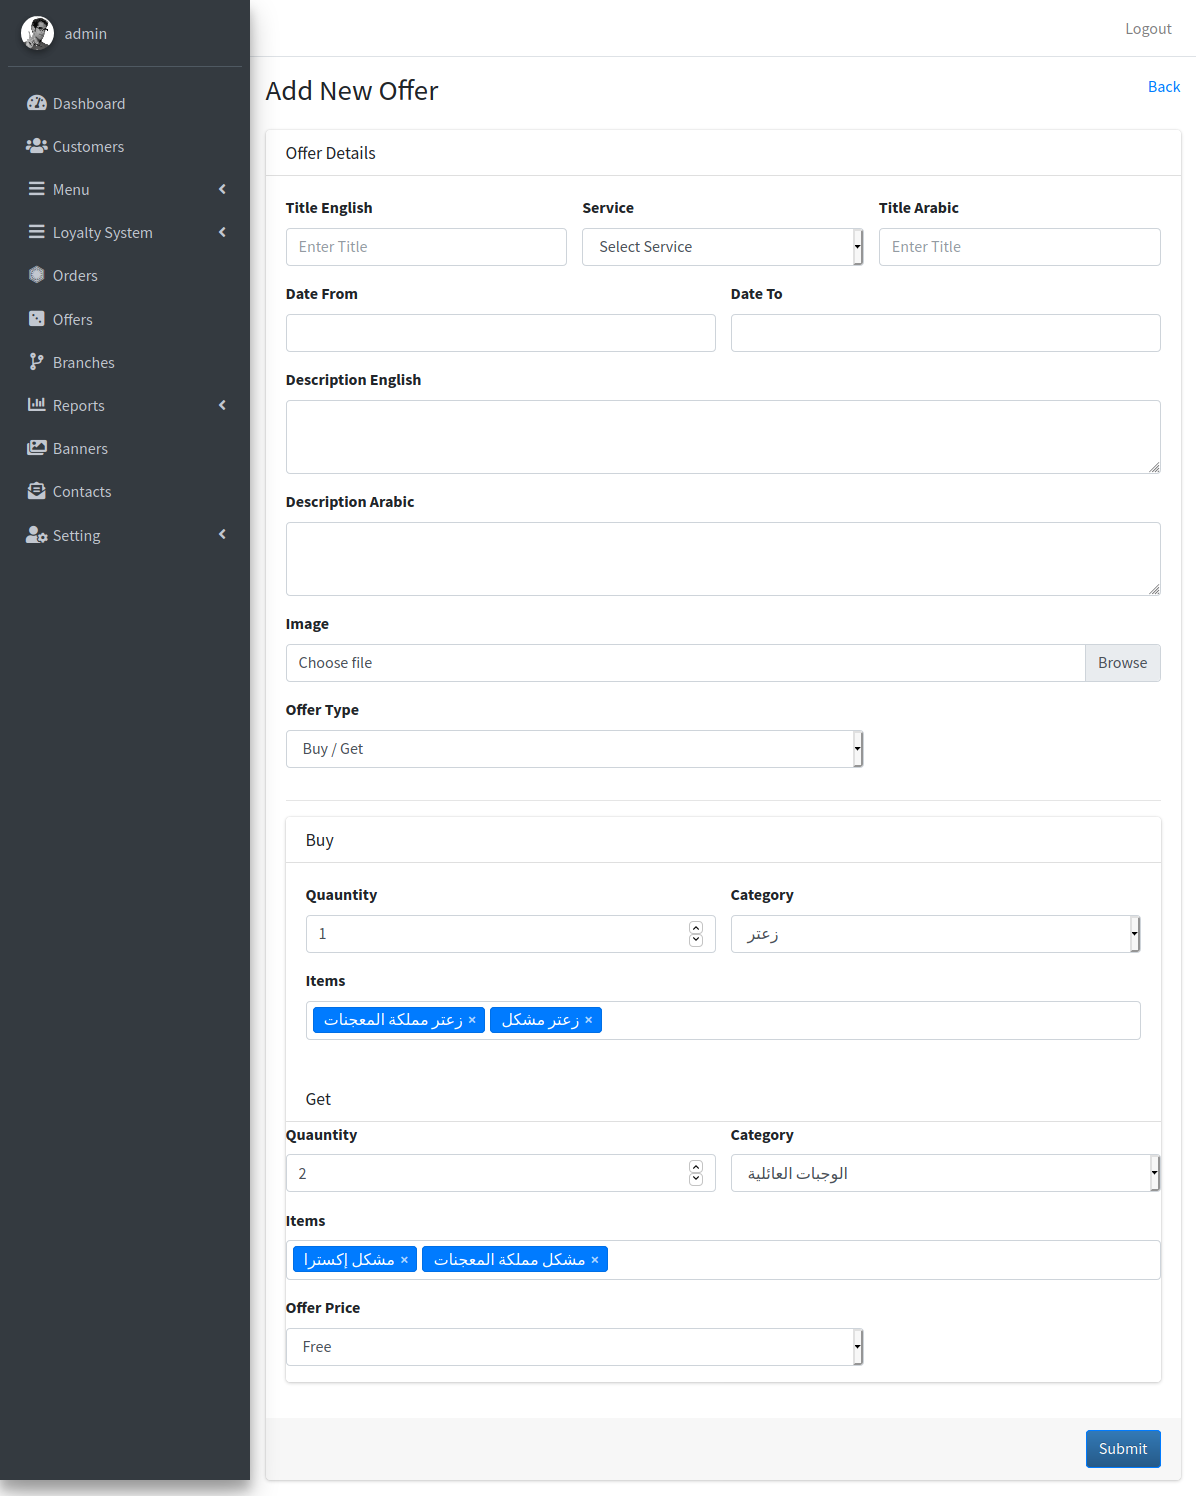 admin
Dashboard
Customers
Menu
Loyalty System
Orders
Offers
Branches
Reports
Banners
Contacts
Setting
Logout
Add New Offer
Back
Offer Details
Title English
Service
Title Arabic
Enter Title
Select Service
Enter Title
Date From
Date To
Description English
Description Arabic
Image
Choose file
Browse
Offer Type
Buy / Get
Buy
Quauntity
Category
1
زعتر
Items
زعتر مملكة المعجنات ×
زعتر مشكل ×
Get
Quauntity
Category
2
الوجبات العائلية
Items
مشكل إكسترا ×
مشكل مملكة المعجنات ×
Offer Price
Free
Submit